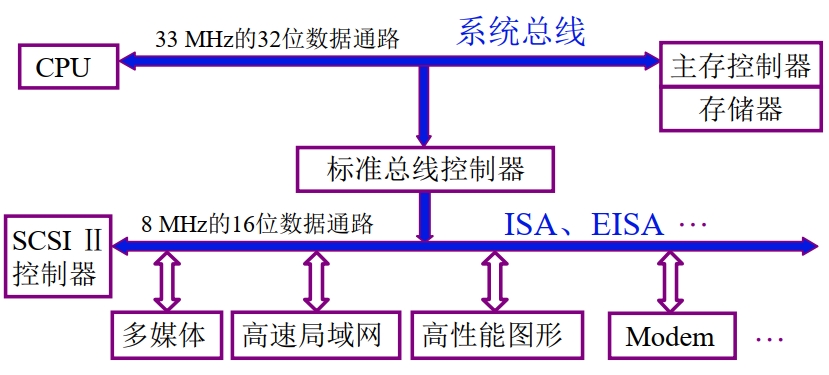 33 MHz的32位数据通路
系统总线
CPU
主存控制器
存储器
标准总线控制器
8 MHz的16位数据通路
ISA、EISA …
SCSI Ⅱ
控制器
多媒体
高速局域网
高性能图形
Modem
…